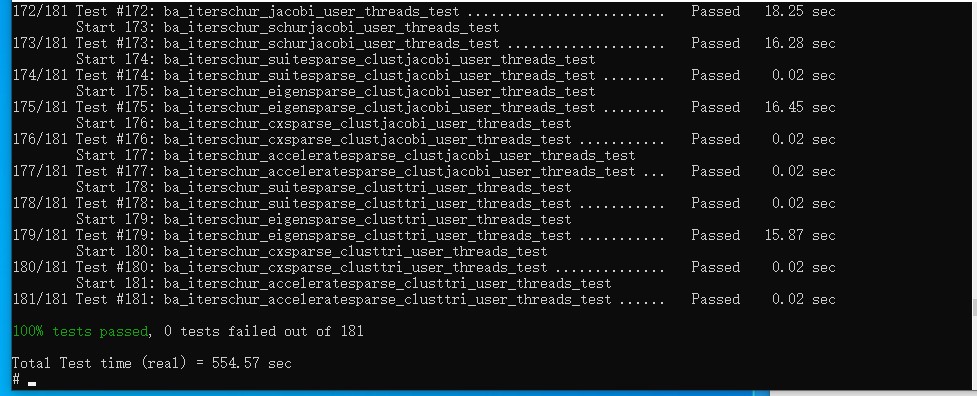 172/181 Test #172: ba_iterschur_jacobi_user_threads_test ........................   Passed   18.25 sec
        Start 173: ba_iterschur_schurjacobi_user_threads_test
173/181 Test #173: ba_iterschur_schurjacobi_user_threads_test ...................   Passed   16.28 sec
        Start 174: ba_iterschur_suitesparse_clustjacobi_user_threads_test
174/181 Test #174: ba_iterschur_suitesparse_clustjacobi_user_threads_test ........   Passed    0.02 sec
        Start 175: ba_iterschur_eigensparse_clustjacobi_user_threads_test
175/181 Test #175: ba_iterschur_eigensparse_clustjacobi_user_threads_test ........   Passed   16.45 sec
        Start 176: ba_iterschur_cxsparse_clustjacobi_user_threads_test
176/181 Test #176: ba_iterschur_cxsparse_clustjacobi_user_threads_test ...........   Passed    0.02 sec
        Start 177: ba_iterschur_acceleratesparse_clustjacobi_user_threads_test
177/181 Test #177: ba_iterschur_acceleratesparse_clustjacobi_user_threads_test ...   Passed    0.02 sec
        Start 178: ba_iterschur_suitesparse_clusttri_user_threads_test
178/181 Test #178: ba_iterschur_suitesparse_clusttri_user_threads_test ...........   Passed    0.02 sec
        Start 179: ba_iterschur_eigensparse_clusttri_user_threads_test
179/181 Test #179: ba_iterschur_eigensparse_clusttri_user_threads_test ...........   Passed   15.87 sec
        Start 180: ba_iterschur_cxsparse_clusttri_user_threads_test
180/181 Test #180: ba_iterschur_cxsparse_clusttri_user_threads_test ..............   Passed    0.02 sec
        Start 181: ba_iterschur_acceleratesparse_clusttri_user_threads_test
181/181 Test #181: ba_iterschur_acceleratesparse_clusttri_user_threads_test ......   Passed    0.02 sec
100% tests passed, 0 tests failed out of 181
Total Test time (real) = 554.57 sec
#